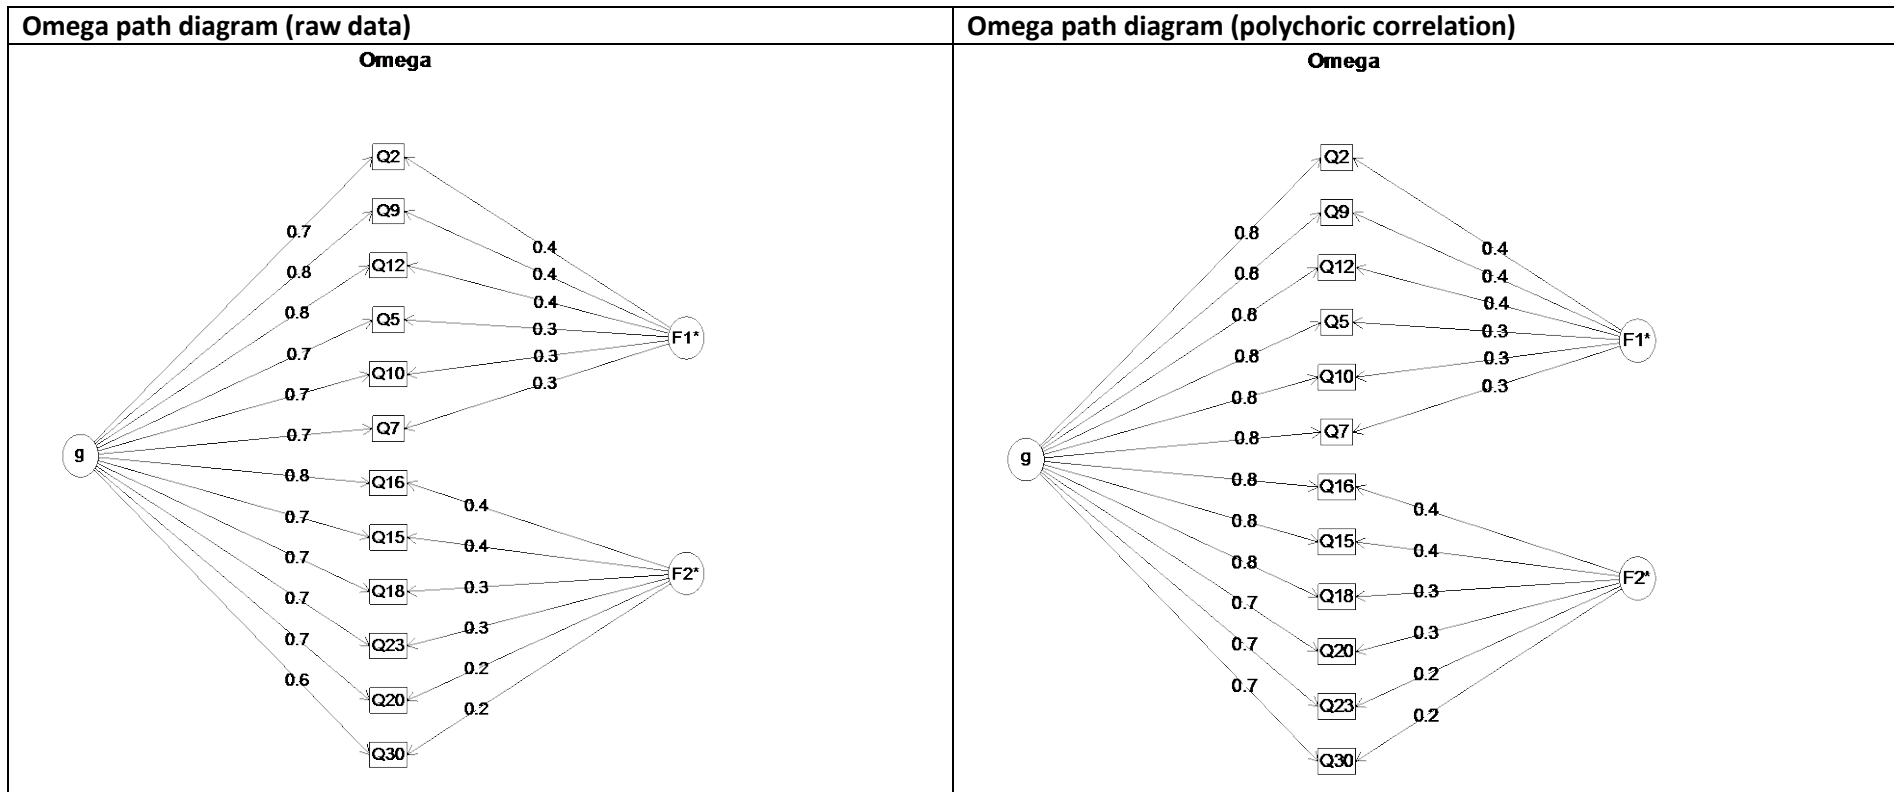 Omega path diagram (raw data)
Omega
Q2
Q9
0.7
0.4
Q12
0.8
0.4
0.8
0.4
Q5
0.3
F1*
0.7
0.3
Q10
0.7
0.3
Q7
0.7
g
0.8
Q16
0.4
0.7
Q15
0.4
0.7
Q18
0.3
F2*
0.7
0.3
Q23
0.7
0.2
Q20
0.6
0.2
Q30
Omega path diagram (polychoric correlation)
Omega
Q2
Q9
0.8
0.4
Q12
0.8
0.4
0.8
0.4
Q5
0.3
F1*
0.8
0.3
Q10
0.8
0.3
Q7
0.8
g
0.8
Q16
0.4
0.8
Q15
0.4
0.8
Q18
0.3
F2*
0.7
0.3
Q20
0.7
0.2
Q23
0.7
0.2
Q30